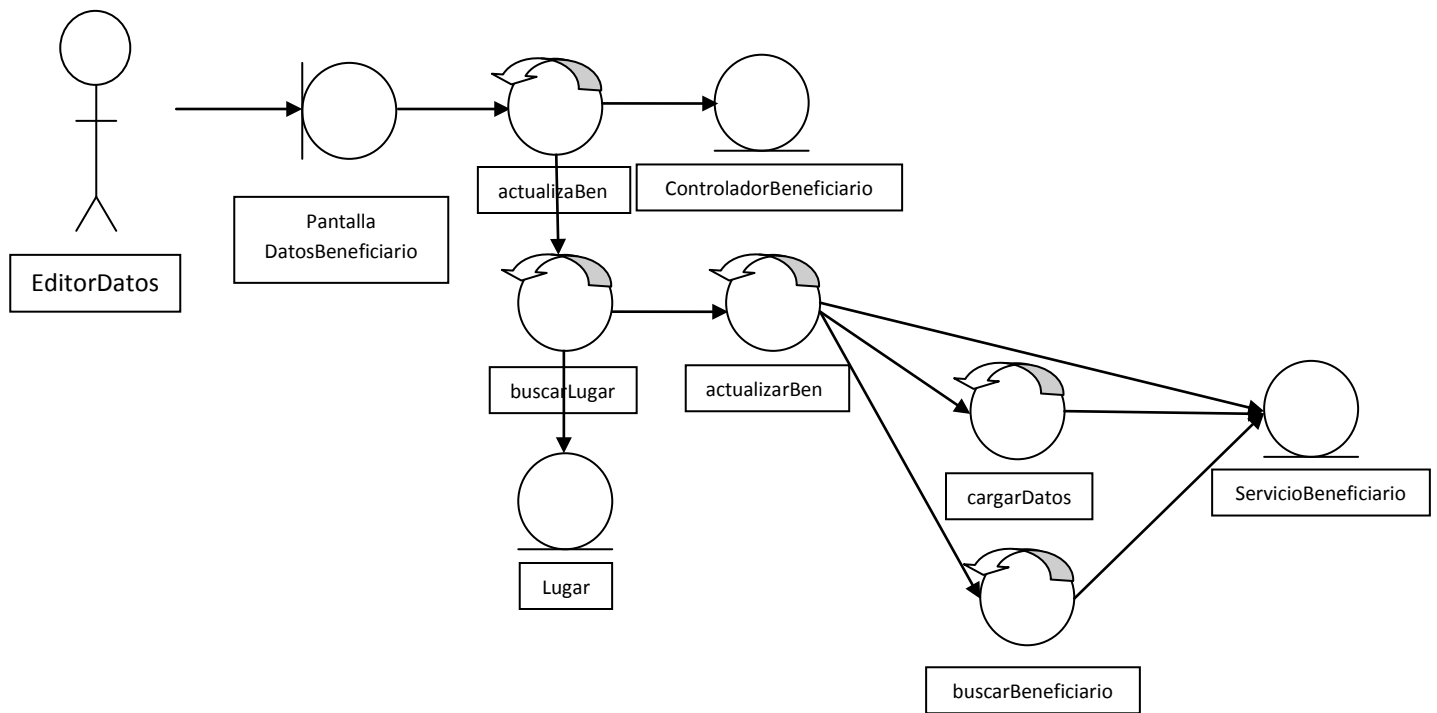 actualizaBen
ControladorBeneficiario
Pantalla
DatosBeneficiario
EditorDatos
buscarLugar
actualizarBen
cargarDatos
ServicioBeneficiario
Lugar
buscarBeneficiario